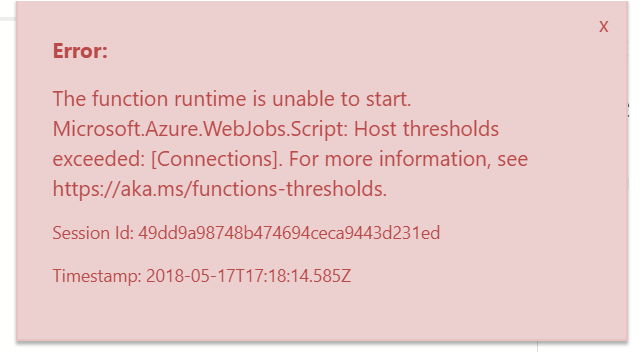 x
Error:
The function runtime is unable to start.
Microsoft.Azure.WebJobs.Script: Host thresholds
exceeded: [Connections]. For more information, see
https://aka.ms/functions-thresholds.
Session Id: 49dd9a98748b474694ceca9443d231ed
Timestamp: 2018-05-17T17:18:14.585Z